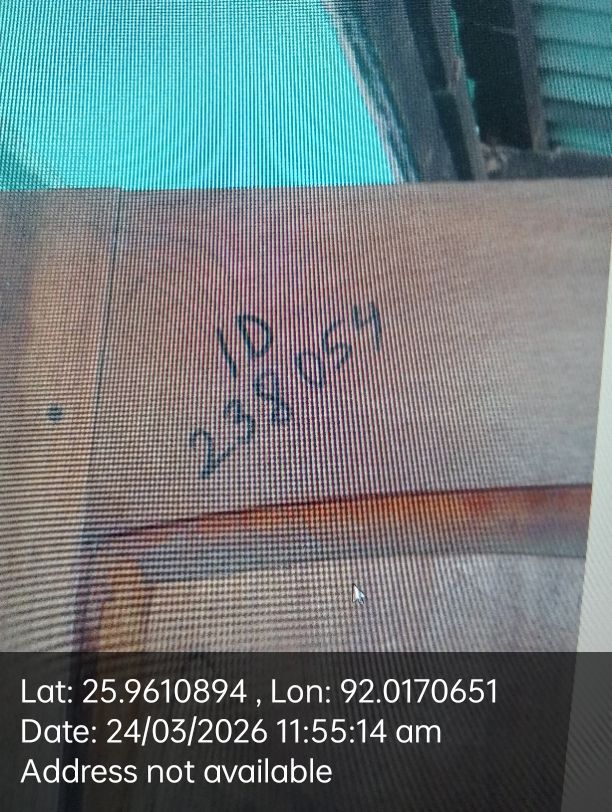 ID
238054
Lat: 25.9610894 , Lon: 92.0170651
Date: 24/03/2026 11:55:14 am
Address not available